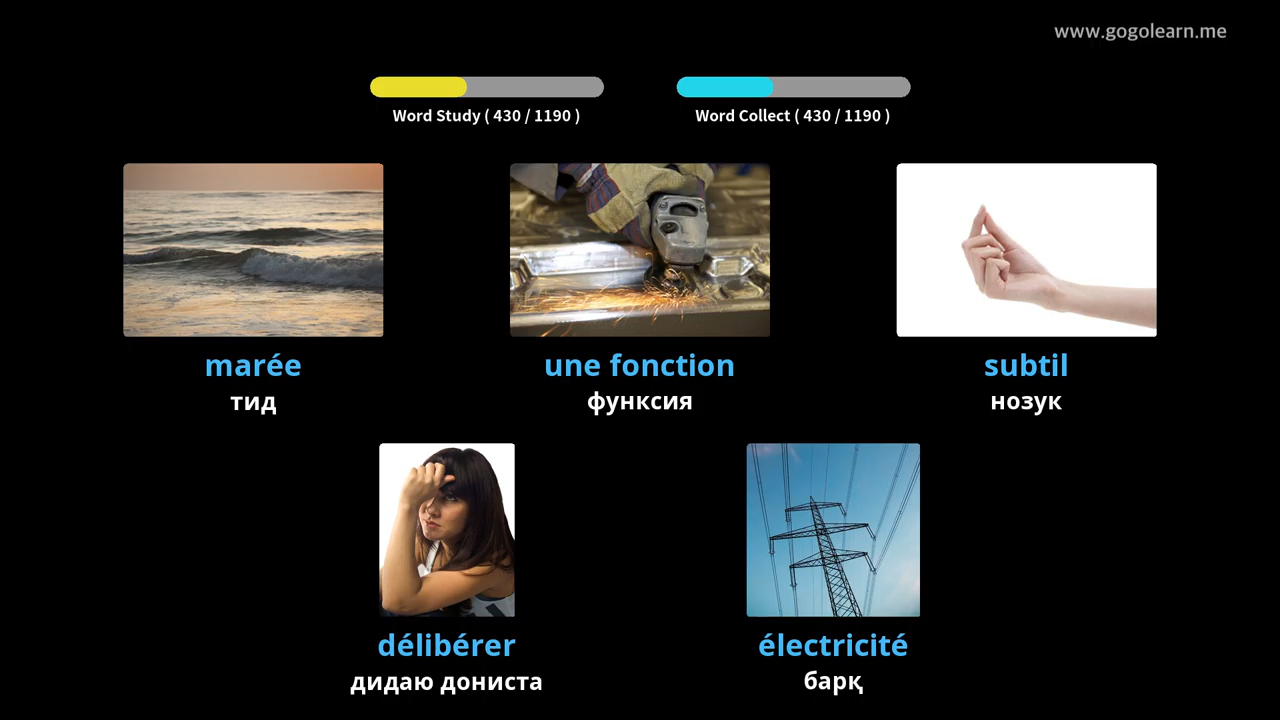 www.gogolearn.me
Word Study ( 430 / 1190 )
Word Collect ( 430 / 1190 )
marée
тид
une fonction
функсия
subtil
нозук
délibérer
дидаю дониста
électricité
барқ